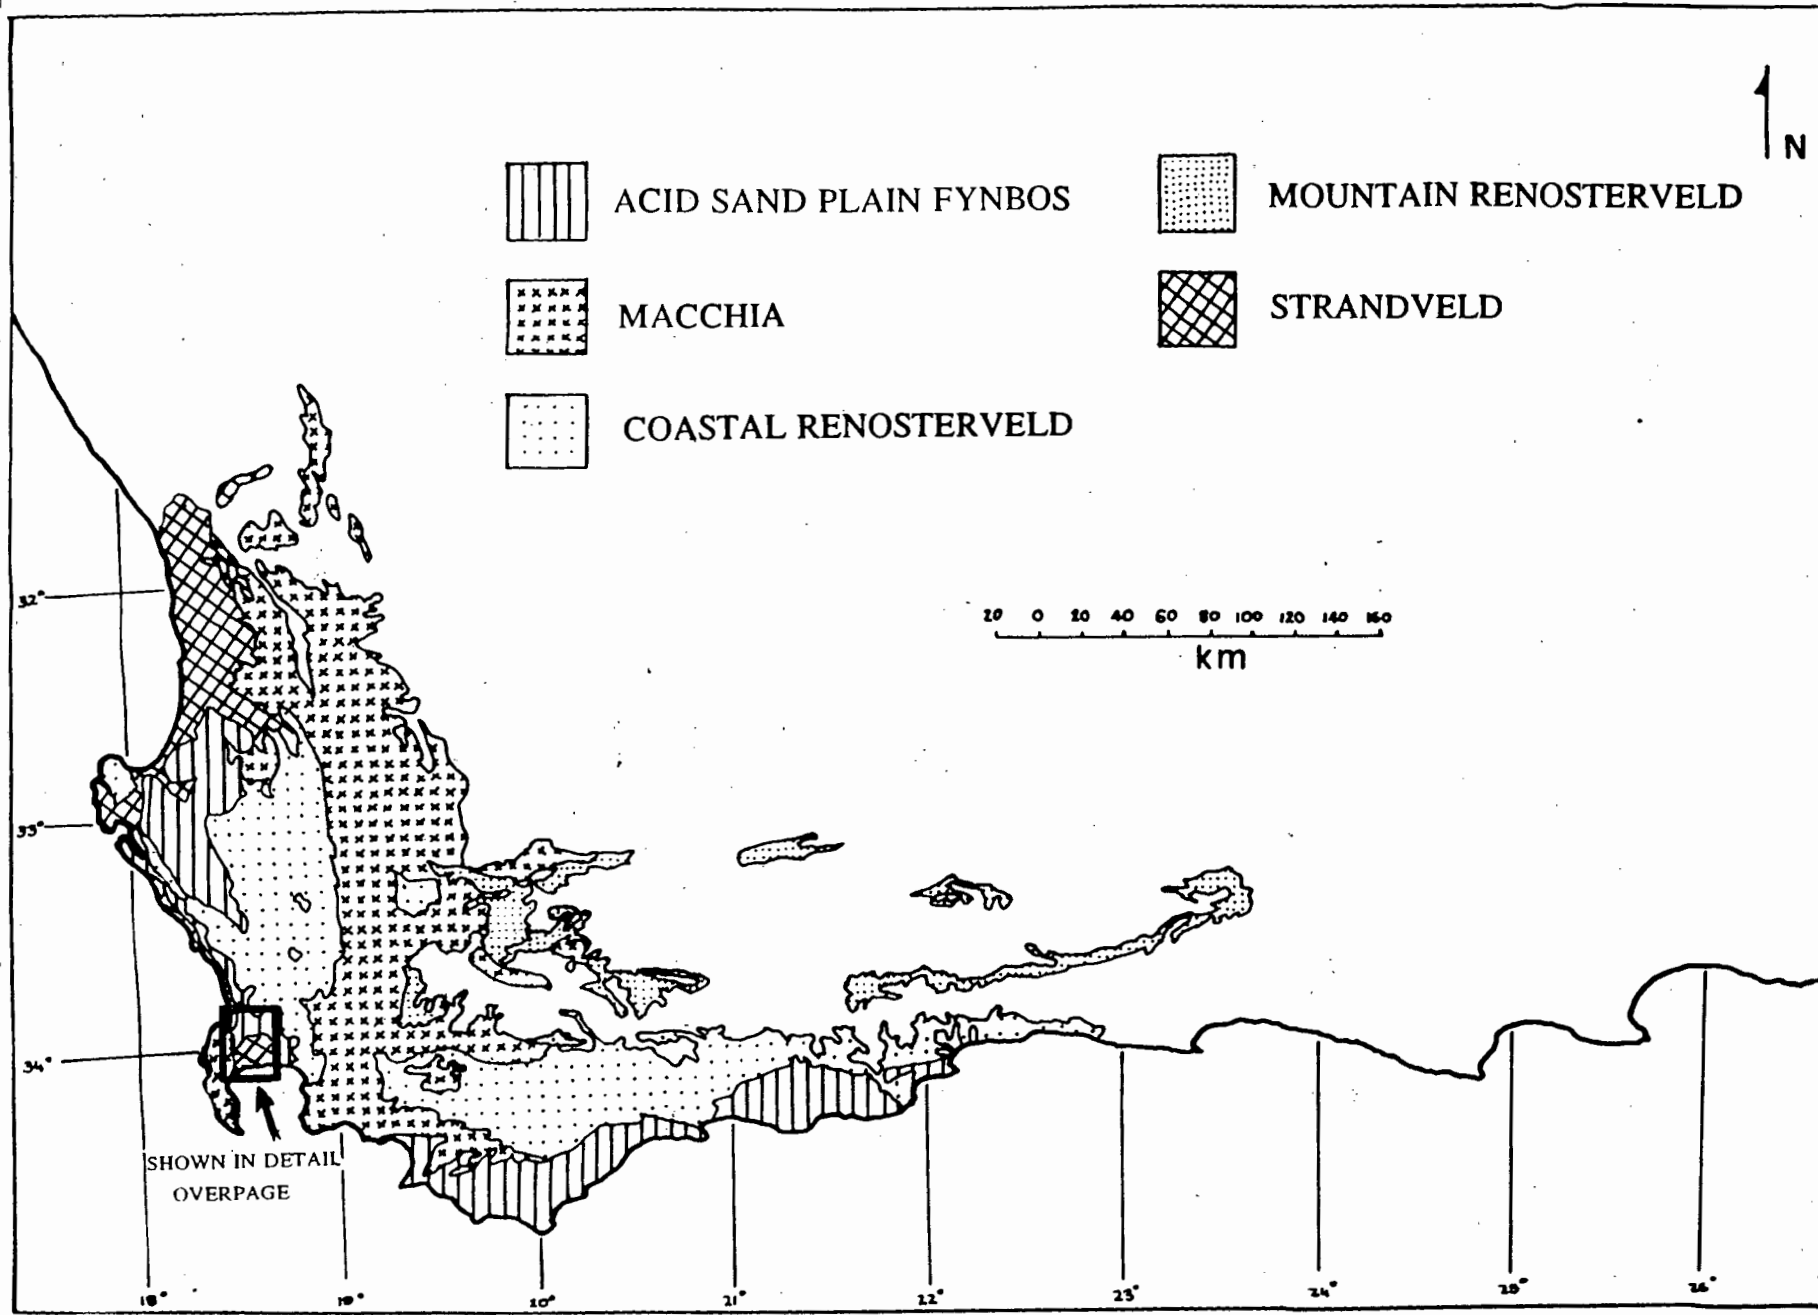 N
ACID SAND PLAIN FYNBOS
MOUNTAIN RENOSTERVELD
MACCHIA
STRANDVELD
COASTAL RENOSTERVELD
32°
20 0 20 40 60 80 100 120 140 160
km
33°
34°
SHOWN IN DETAIL
OVERPAGE
18° 19° 20° 21° 22° 23° 24° 25° 26°